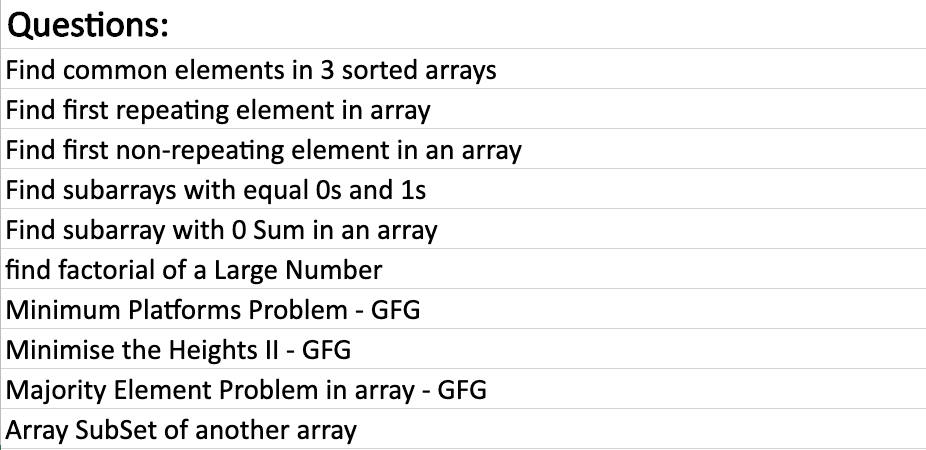 Questions:
Find common elements in 3 sorted arrays
Find first repeating element in array
Find first non-repeating element in an array
Find subarrays with equal 0s and 1s
Find subarray with 0 Sum in an array
find factorial of a Large Number
Minimum Platforms Problem - GFG
Minimise the Heights II - GFG
Majority Element Problem in array - GFG
Array SubSet of another array